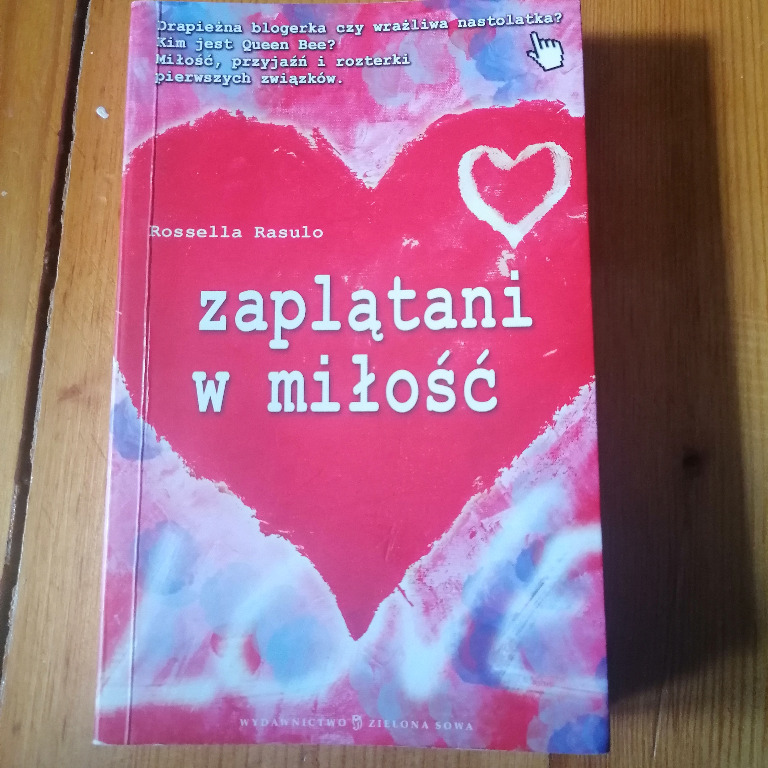 Drapieżna blogerka czy wrażliwa nastolatka?
Kim jest Queen Bee?
Miłość, przyjaźń i rozterki
pierwszych związków.
Rossella Rasulo
zaplątani
w miłość
WYDAWNICTWO ZIELONA SOWA